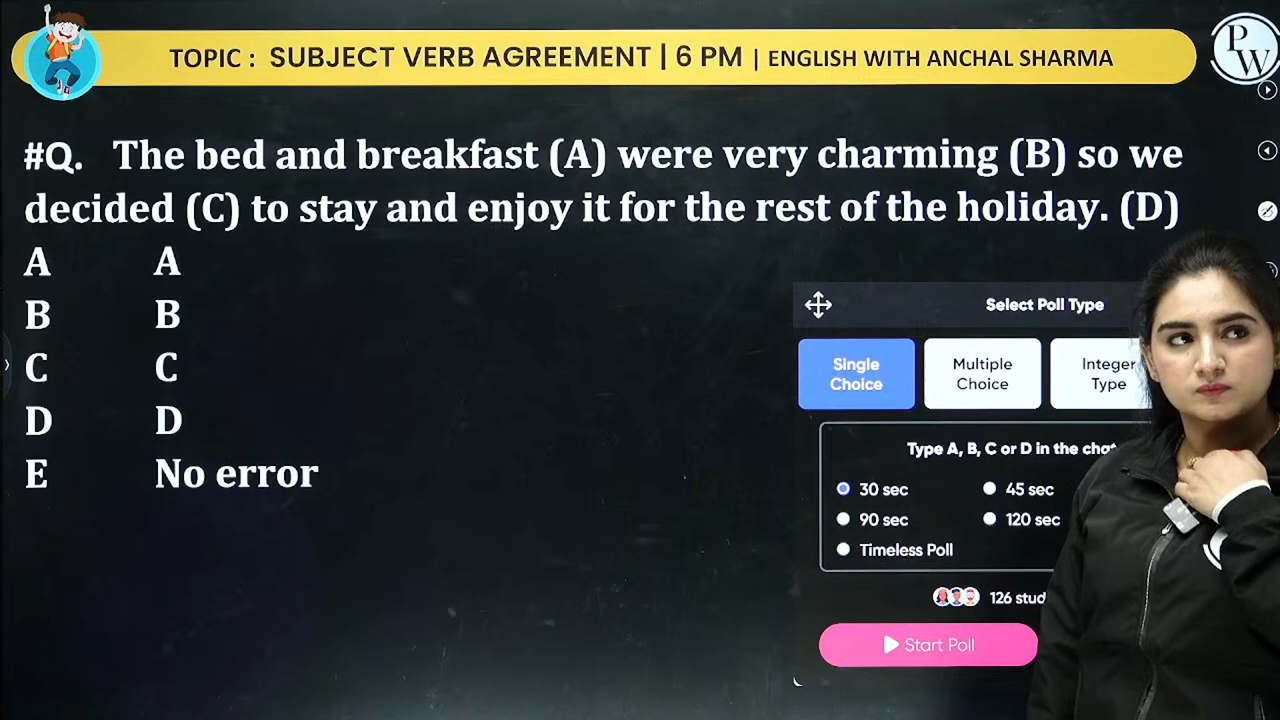 TOPIC : SUBJECT VERB AGREEMENT | 6 PM | ENGLISH WITH ANCHAL SHARMA
PW
#Q. The bed and breakfast (A) were very charming (B) so we
decided (C) to stay and enjoy it for the rest of the holiday. (D)
A A
B B
C C
D D
E No error
Select Poll Type
Single Choice
Multiple Choice
Integer Type
Type A, B, C or D in the chat
30 sec 45 sec
90 sec 120 sec
Timeless Poll
126 stud
Start Poll